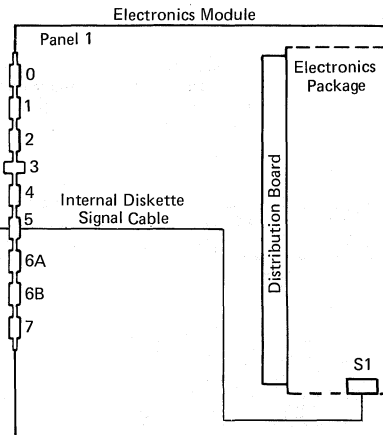 Electronics Module
Panel 1
0
1
2
3
4
5
6A
6B
7
Internal Diskette
Signal Cable
Distribution Board
Electronics
Package
S1